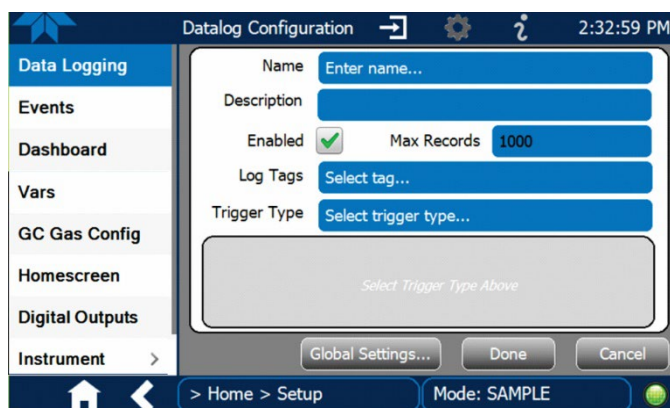 Datalog Configuration
2:32:59 PM
Data Logging
Events
Dashboard
Vars
GC Gas Config
Homescreen
Digital Outputs
Instrument >
Name Enter name...
Description
Enabled Max Records 1000
Log Tags Select tag...
Trigger Type Select trigger type...
Select Trigger Type Above
Global Settings... Done Cancel
> Home > Setup Mode: SAMPLE